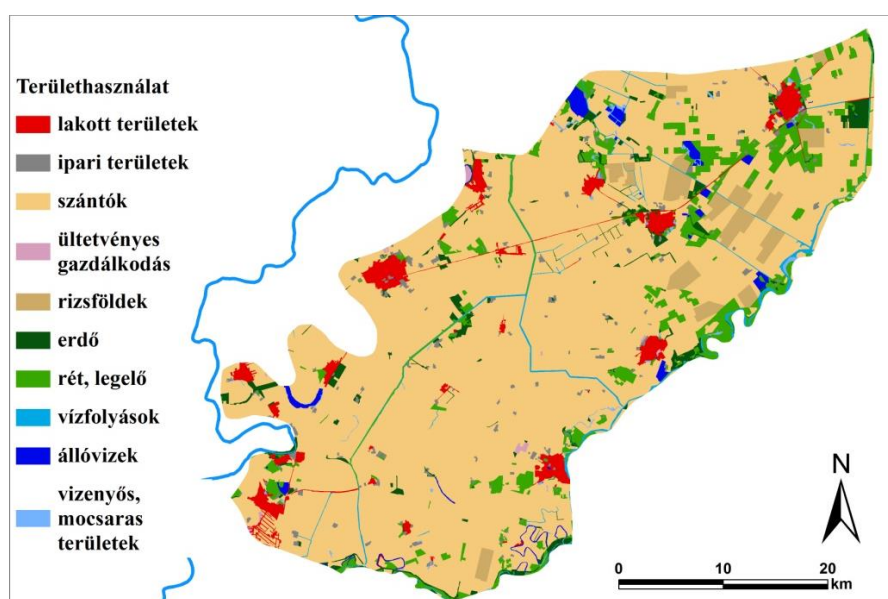 Területhasználat
lakott területek
ipari területek
szántók
ültetvényes
gazdálkodás
rizsföldek
erdő
rét, legelő
vízfolyások
állóvizek
vizenyős,
mocsaras
területek
N
0 10 20
km